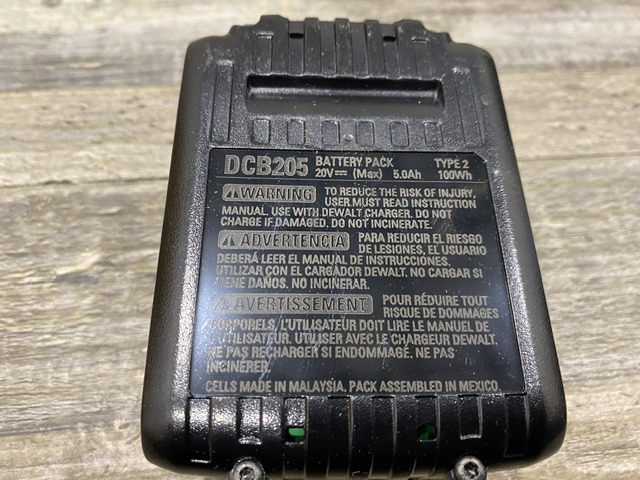 DCB205 BATTERY PACK TYPE 2
20V⎓ (Max) 5.0Ah 100Wh
WARNING TO REDUCE THE RISK OF INJURY,
USER MUST READ INSTRUCTION
MANUAL. USE WITH DEWALT CHARGER. DO NOT
CHARGE IF DAMAGED. DO NOT INCINERATE.
ADVERTENCIA PARA REDUCIR EL RIESGO
DE LESIONES, EL USUARIO
DEBERÁ LEER EL MANUAL DE INSTRUCCIONES.
UTILIZAR CON EL CARGADOR DEWALT. NO CARGAR SI
TIENE DAÑOS. NO INCINERAR.
AVERTISSEMENT POUR RÉDUIRE TOUT
RISQUE DE DOMMAGES
CORPORELS, L'UTILISATEUR DOIT LIRE LE MANUEL DE
L'UTILISATEUR. UTILISER AVEC LE CHARGEUR DEWALT.
NE PAS RECHARGER SI ENDOMMAGÉ. NE PAS
INCINÉRER.
CELLS MADE IN MALAYSIA. PACK ASSEMBLED IN MEXICO.